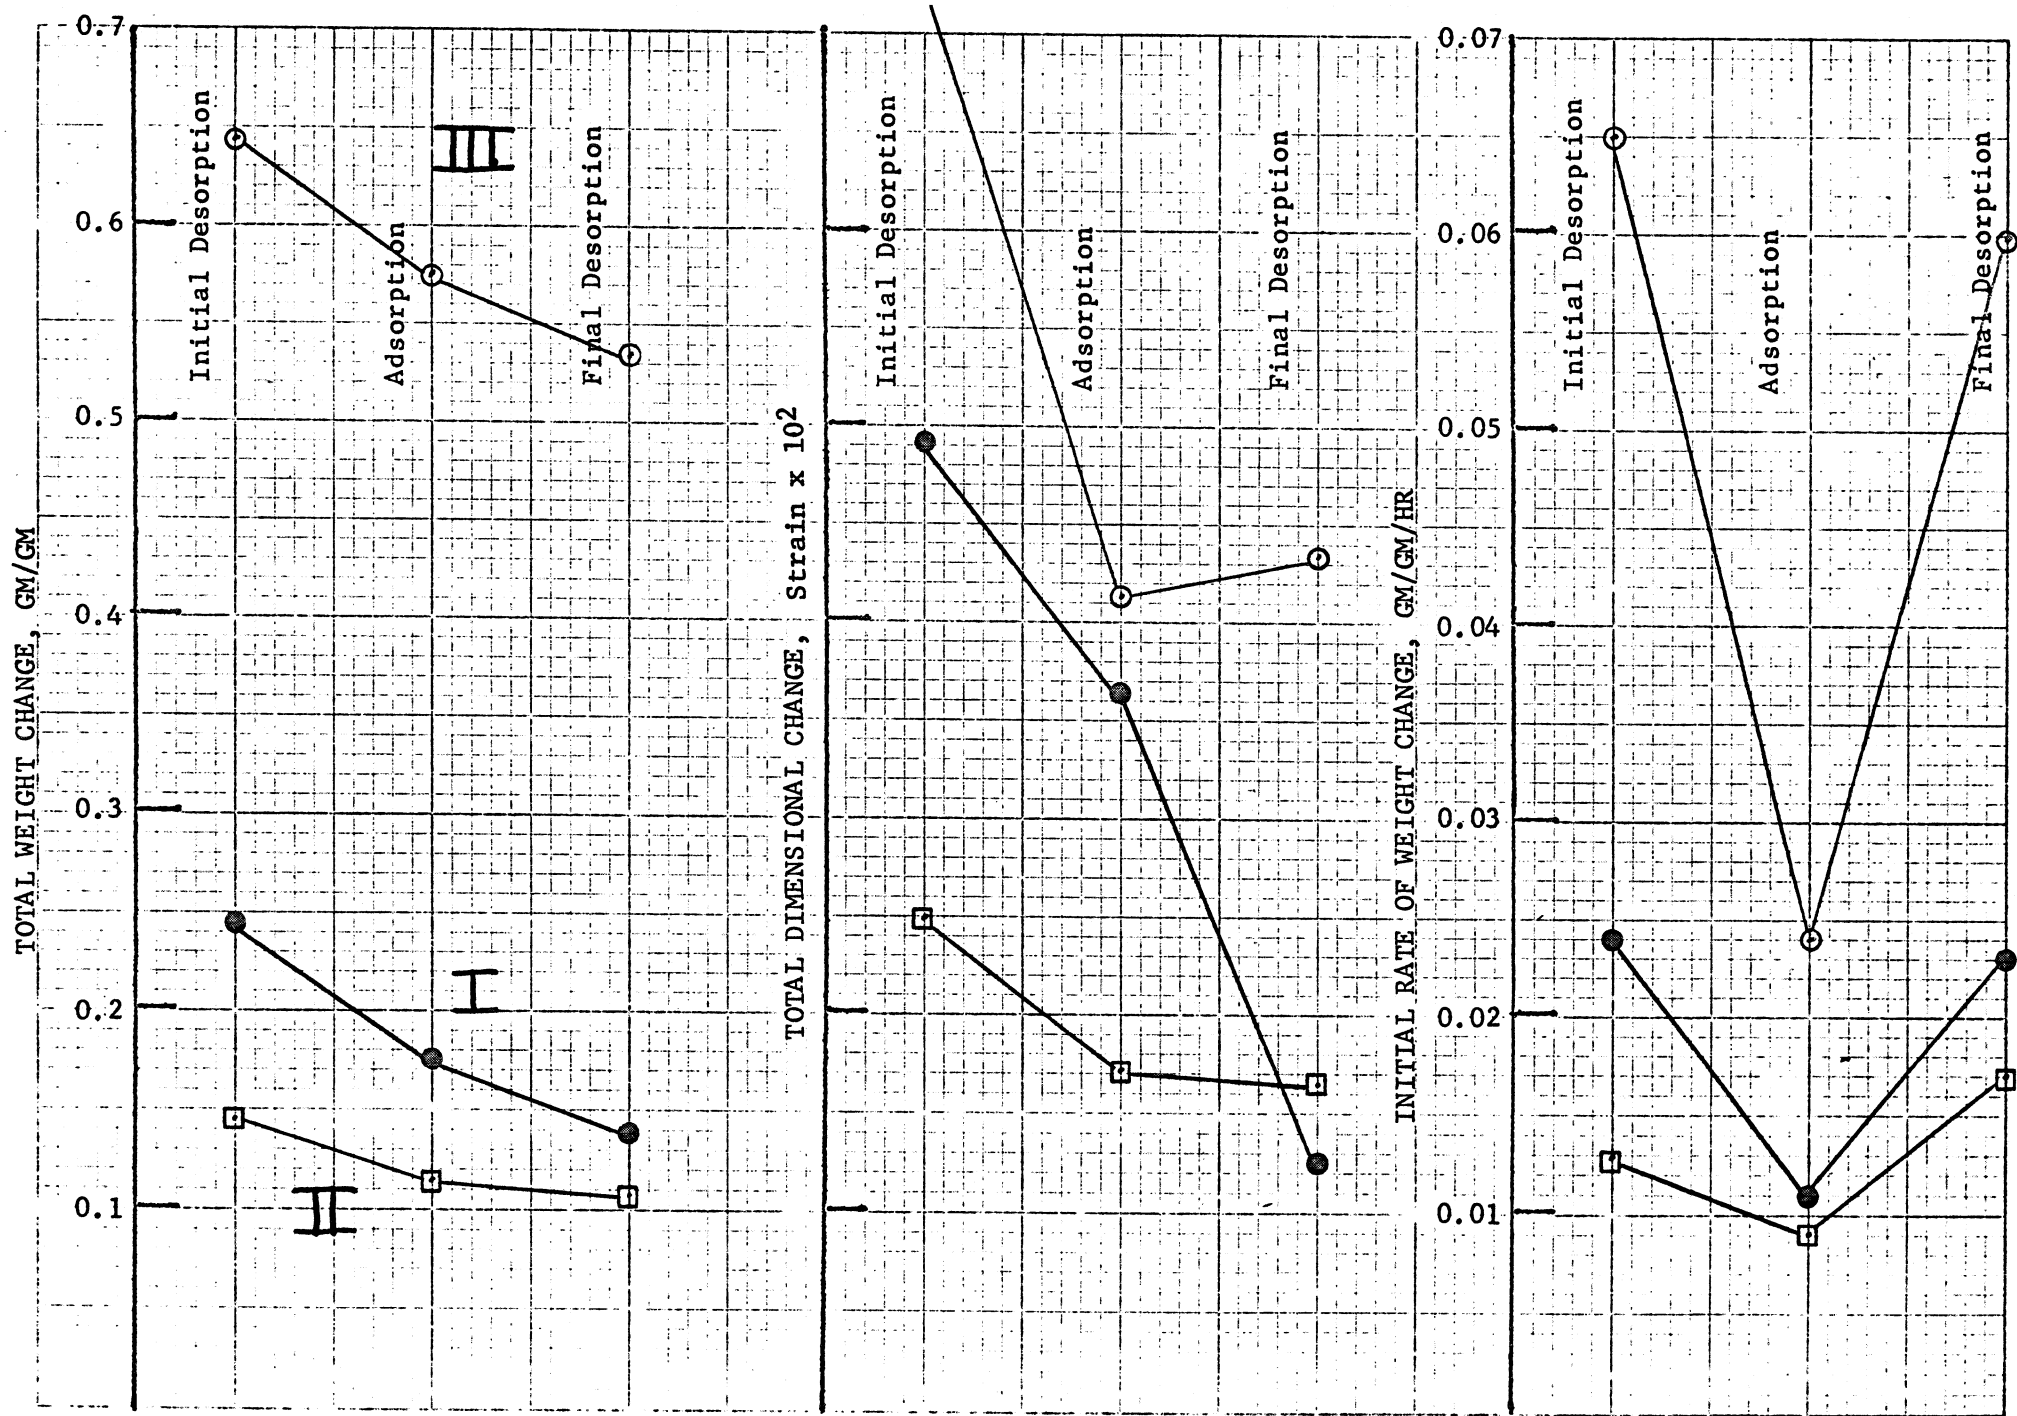 TOTAL WEIGHT CHANGE, GM/GM
0.7
0.6
0.5
0.4
0.3
0.2
0.1
Initial Desorption
Adsorption
Final Desorption
III
I
II
TOTAL DIMENSIONAL CHANGE, Strain x 10²
Initial Desorption
Adsorption
Final Desorption
INITIAL RATE OF WEIGHT CHANGE, GM/GM/HR
0.07
0.06
0.05
0.04
0.03
0.02
0.01
Initial Desorption
Adsorption
Final Desorption